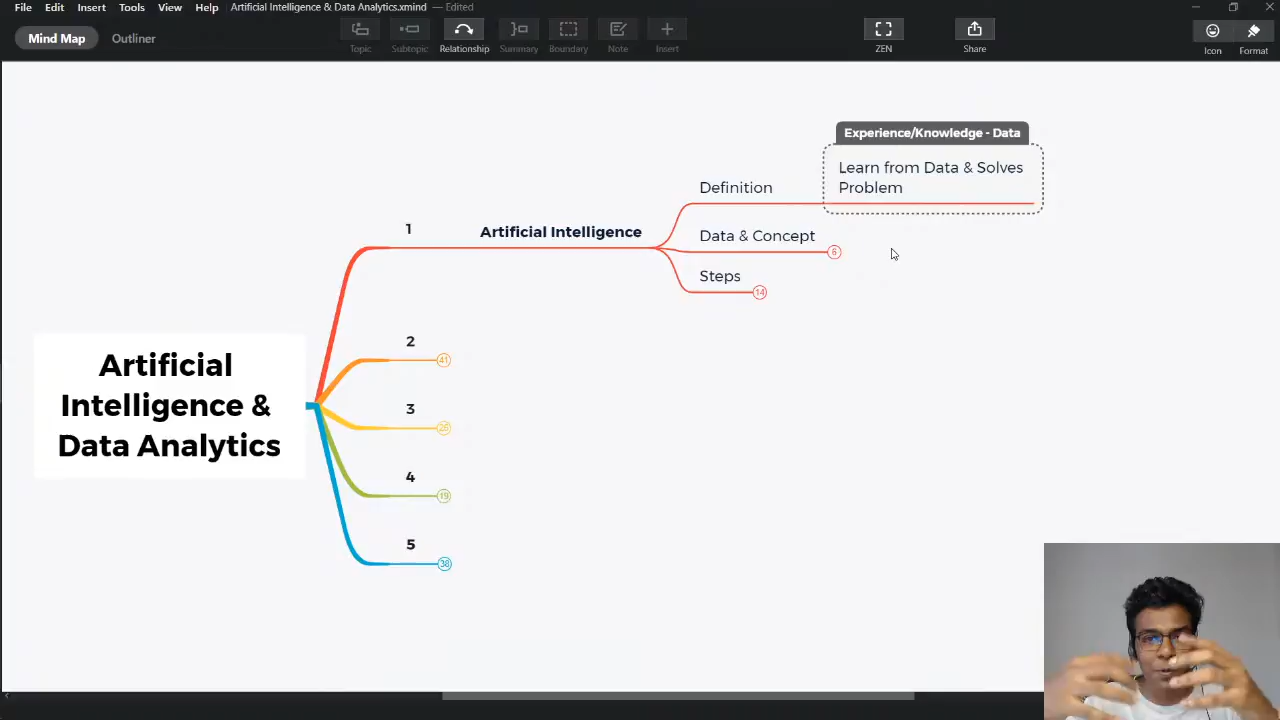 File Edit Insert Tools View Help Artificial Intelligence & Data Analytics.xmind — Edited
Mind Map Outliner
Topic Subtopic Relationship Summary Boundary Note Insert ZEN Share Icon Format
Experience/Knowledge - Data
Learn from Data & Solves
Problem
Definition
1
Artificial Intelligence
Data & Concept
6
Steps
14
2
41
Artificial
Intelligence &
Data Analytics
3
4
19
5
38